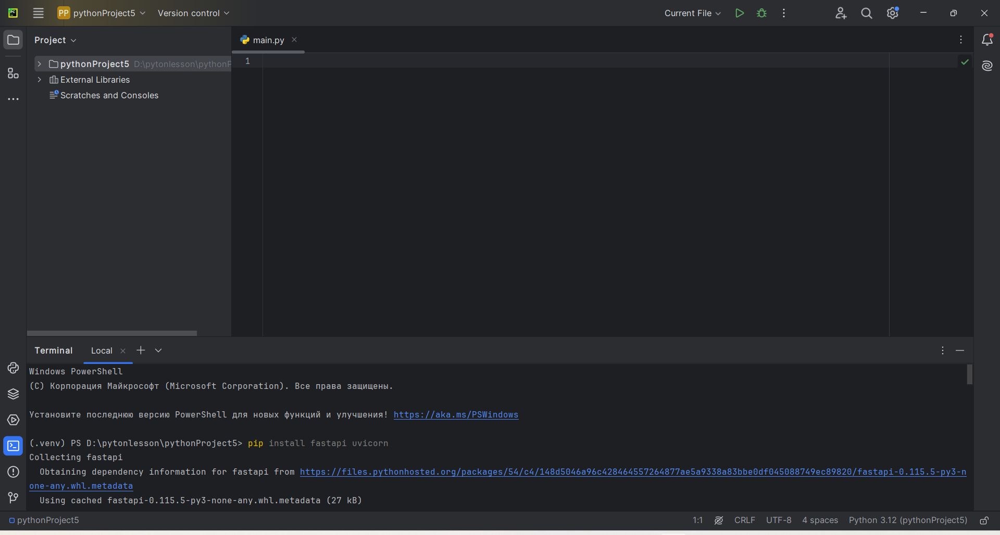 PC
PP pythonProject5 Version control Current File
Project
main.py
pythonProject5 D:\pytonlesson\pythonP
External Libraries
Scratches and Consoles
1
Terminal Local
Windows PowerShell
(C) Корпорация Майкрософт (Microsoft Corporation). Все права защищены.
Установите последнюю версию PowerShell для новых функций и улучшения! https://aka.ms/PSWindows
(.venv) PS D:\pytonlesson\pythonProject5> pip install fastapi uvicorn
Collecting fastapi
Obtaining dependency information for fastapi from https://files.pythonhosted.org/packages/54/c4/148d5046a96c428464557264877ae5a9338a83bbe0df045088749ec89820/fastapi-0.115.5-py3-n
one-any.whl.metadata
Using cached fastapi-0.115.5-py3-none-any.whl.metadata (27 kB)
pythonProject5 1:1 CRLF UTF-8 4 spaces Python 3.12 (pythonProject5)